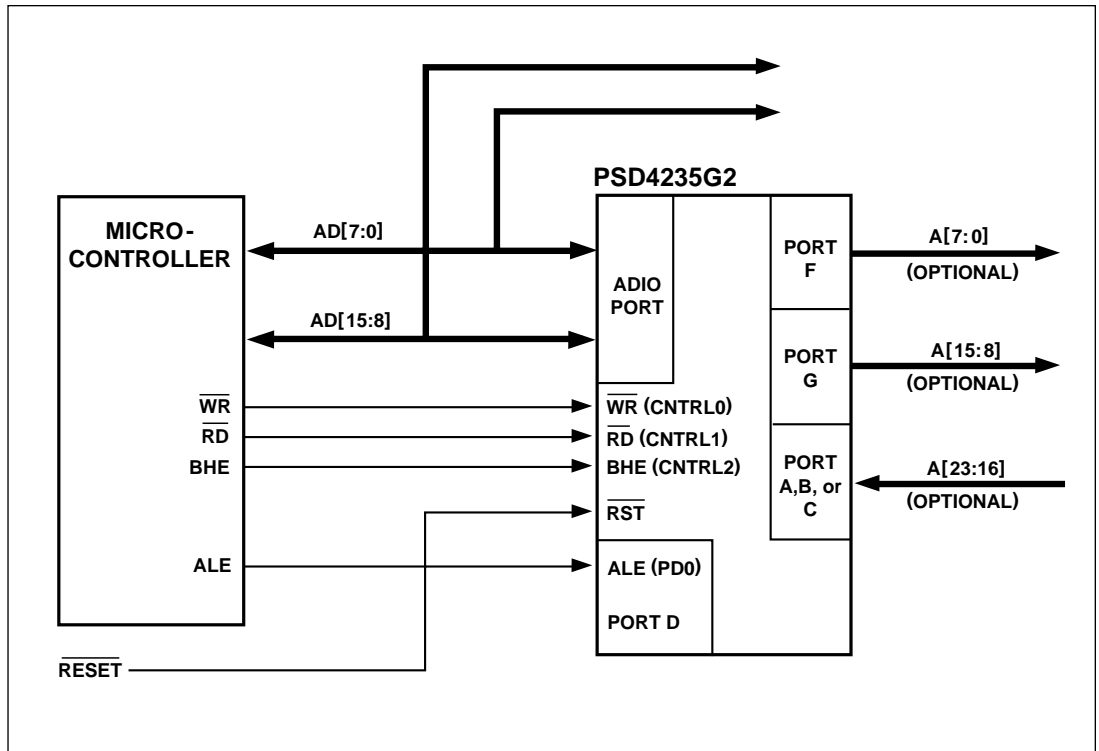 PSD4235G2
MICRO-
CONTROLLER
AD[7:0]
AD[15:8]
WR
RD
BHE
ALE
RESET
ADIO
PORT
WR (CNTRL0)
RD (CNTRL1)
BHE (CNTRL2)
RST
ALE (PD0)
PORT D
PORT
F
PORT
G
PORT
A,B, or
C
A[7:0]
(OPTIONAL)
A[15:8]
(OPTIONAL)
A[23:16]
(OPTIONAL)